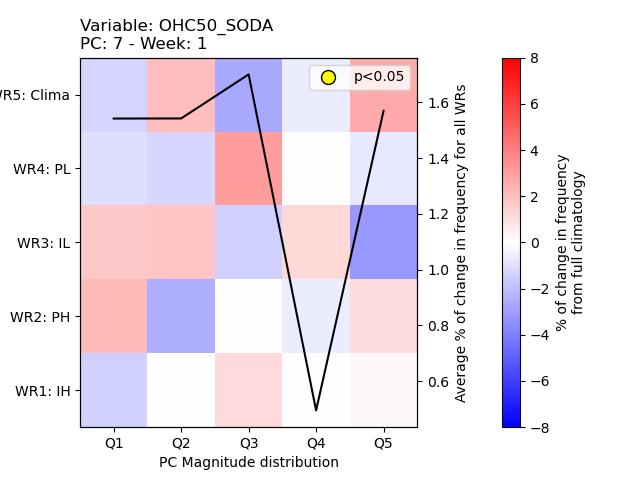 Variable: OHC50_SODA
PC: 7 - Week: 1
p<0.05
WR5: Clima
WR4: PL
WR3: IL
WR2: PH
WR1: IH
Q1 Q2 Q3 Q4 Q5
PC Magnitude distribution
1.6
1.4
1.2
1.0
0.8
0.6
Average % of change in frequency for all WRs
8
6
4
2
0
−2
−4
−6
−8
% of change in frequency
from full climatology